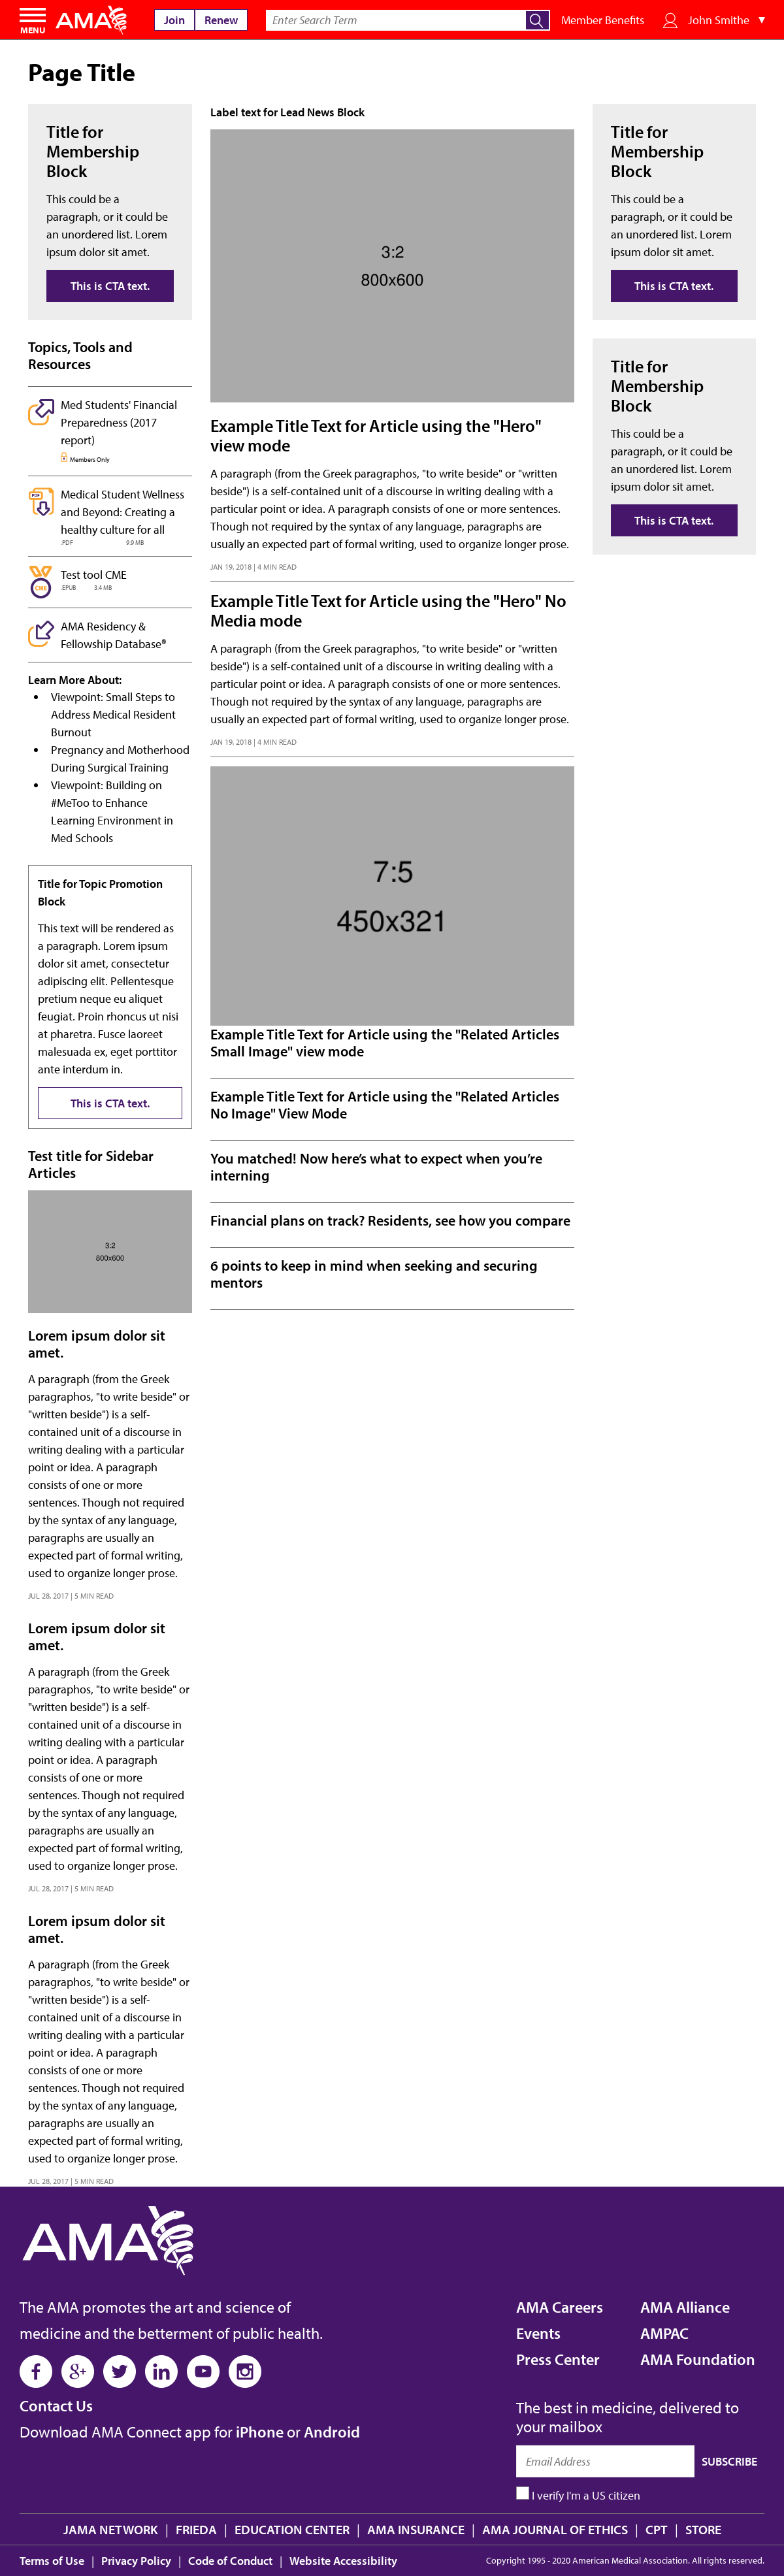 MENU
AMA
Join
Renew
Enter Search Term
Member Benefits
John Smithe ▼
Page Title
Title for
Membership
Block
This could be a
paragraph, or it could be
an unordered list. Lorem
ipsum dolor sit amet.
This is CTA text.
Topics, Tools and
Resources
Med Students' Financial
Preparedness (2017
report)
Members Only
PDF
Medical Student Wellness
and Beyond: Creating a
healthy culture for all
.PDF 9.9 MB
CME
Test tool CME
.EPUB 3.4 MB
AMA Residency &
Fellowship Database®
Learn More About:
• Viewpoint: Small Steps to
Address Medical Resident
Burnout
• Pregnancy and Motherhood
During Surgical Training
• Viewpoint: Building on
#MeToo to Enhance
Learning Environment in
Med Schools
Title for Topic Promotion
Block
This text will be rendered as
a paragraph. Lorem ipsum
dolor sit amet, consectetur
adipiscing elit. Pellentesque
pretium neque eu aliquet
feugiat. Proin rhoncus ut nisi
at pharetra. Fusce laoreet
malesuada ex, eget porttitor
ante interdum in.
This is CTA text.
Test title for Sidebar
Articles
3:2
800x600
Lorem ipsum dolor sit
amet.
A paragraph (from the Greek
paragraphos, "to write beside" or
"written beside") is a self-
contained unit of a discourse in
writing dealing with a particular
point or idea. A paragraph
consists of one or more
sentences. Though not required
by the syntax of any language,
paragraphs are usually an
expected part of formal writing,
used to organize longer prose.
JUL 28, 2017 | 5 MIN READ
Lorem ipsum dolor sit
amet.
A paragraph (from the Greek
paragraphos, "to write beside" or
"written beside") is a self-
contained unit of a discourse in
writing dealing with a particular
point or idea. A paragraph
consists of one or more
sentences. Though not required
by the syntax of any language,
paragraphs are usually an
expected part of formal writing,
used to organize longer prose.
JUL 28, 2017 | 5 MIN READ
Lorem ipsum dolor sit
amet.
A paragraph (from the Greek
paragraphos, "to write beside" or
"written beside") is a self-
contained unit of a discourse in
writing dealing with a particular
point or idea. A paragraph
consists of one or more
sentences. Though not required
by the syntax of any language,
paragraphs are usually an
expected part of formal writing,
used to organize longer prose.
JUL 28, 2017 | 5 MIN READ
Label text for Lead News Block
3:2
800x600
Example Title Text for Article using the "Hero"
view mode
A paragraph (from the Greek paragraphos, "to write beside" or "written
beside") is a self-contained unit of a discourse in writing dealing with a
particular point or idea. A paragraph consists of one or more sentences.
Though not required by the syntax of any language, paragraphs are
usually an expected part of formal writing, used to organize longer prose.
JAN 19, 2018 | 4 MIN READ
Example Title Text for Article using the "Hero" No
Media mode
A paragraph (from the Greek paragraphos, "to write beside" or "written
beside") is a self-contained unit of a discourse in writing dealing with a
particular point or idea. A paragraph consists of one or more sentences.
Though not required by the syntax of any language, paragraphs are
usually an expected part of formal writing, used to organize longer prose.
JAN 19, 2018 | 4 MIN READ
7:5
450x321
Example Title Text for Article using the "Related Articles
Small Image" view mode
Example Title Text for Article using the "Related Articles
No Image" View Mode
You matched! Now here’s what to expect when you’re
interning
Financial plans on track? Residents, see how you compare
6 points to keep in mind when seeking and securing
mentors
Title for
Membership
Block
This could be a
paragraph, or it could be
an unordered list. Lorem
ipsum dolor sit amet.
This is CTA text.
Title for
Membership
Block
This could be a
paragraph, or it could be
an unordered list. Lorem
ipsum dolor sit amet.
This is CTA text.
AMA
The AMA promotes the art and science of
medicine and the betterment of public health.
Contact Us
Download AMA Connect app for iPhone or Android
AMA Careers
Events
Press Center
AMA Alliance
AMPAC
AMA Foundation
The best in medicine, delivered to
your mailbox
Email Address
SUBSCRIBE
I verify I'm a US citizen
JAMA NETWORK | FRIEDA | EDUCATION CENTER | AMA INSURANCE | AMA JOURNAL OF ETHICS | CPT | STORE
Terms of Use | Privacy Policy | Code of Conduct | Website Accessibility
Copyright 1995 - 2020 American Medical Association. All rights reserved.